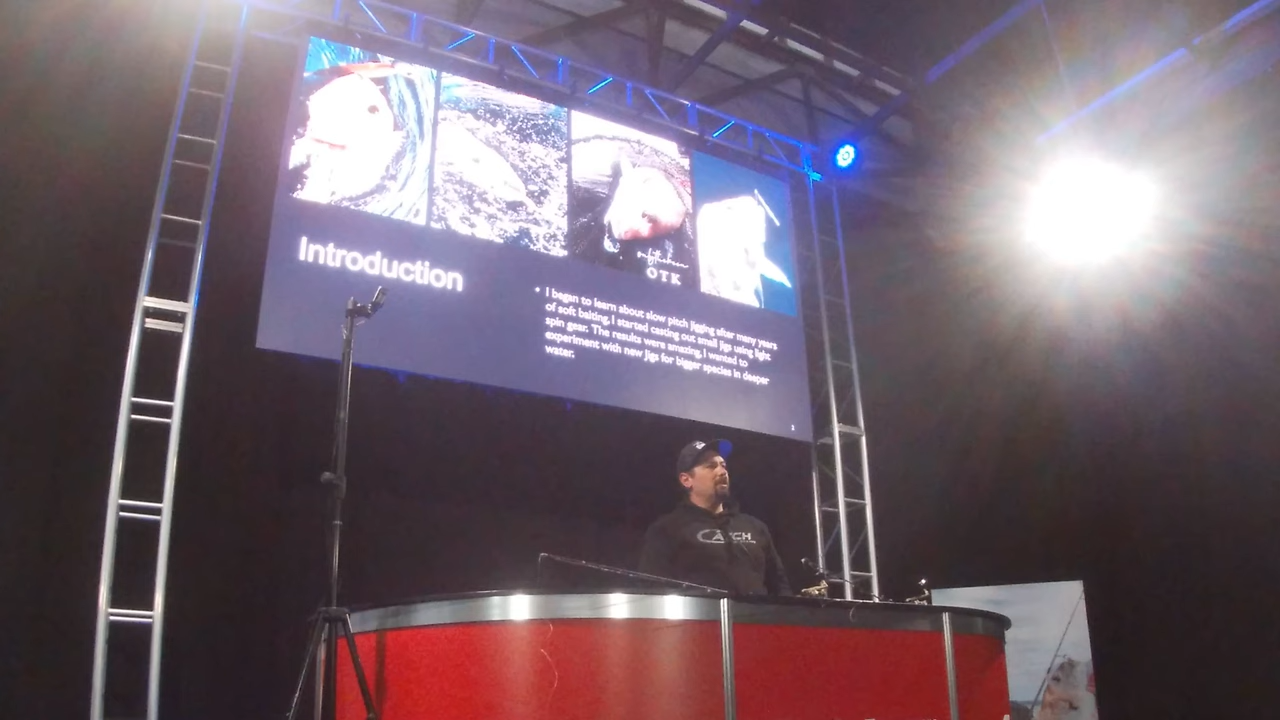 OTK
Introduction
• I began to learn about slow pitch jigging after many years
of soft baiting, I started casting out small jigs using light
spin gear. The results were amazing, I wanted to
experiment with new jigs for bigger species in deeper
water.
2
CATCH